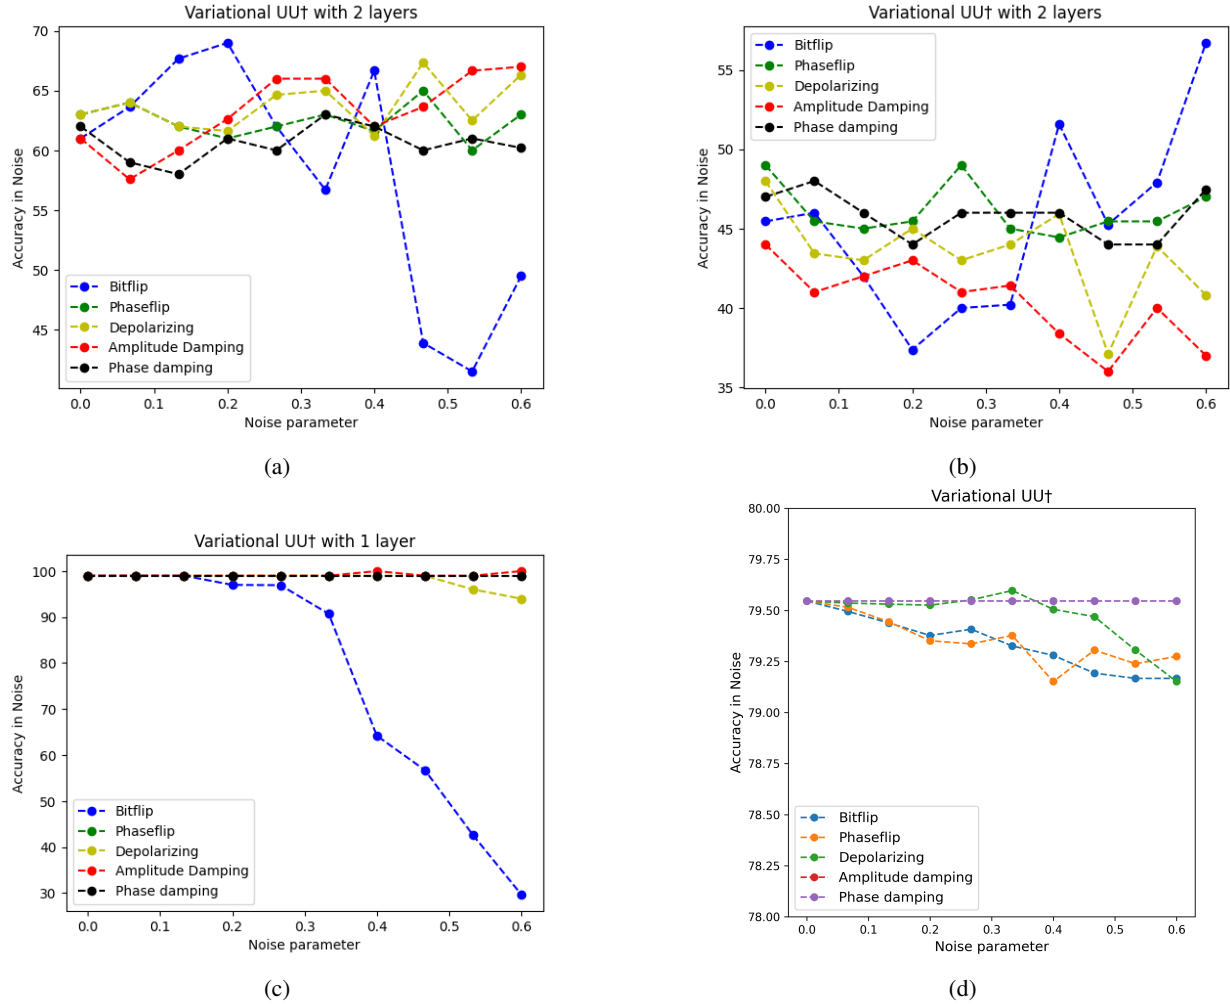 Variational UU† with 2 layers
70
65
60
55
50
45
Accuracy in Noise
Bitflip
Phaseflip
Depolarizing
Amplitude Damping
Phase damping
0.0 0.1 0.2 0.3 0.4 0.5 0.6
Noise parameter
(a)
Variational UU† with 2 layers
55
50
45
40
35
Accuracy in Noise
Bitflip
Phaseflip
Depolarizing
Amplitude Damping
Phase damping
0.0 0.1 0.2 0.3 0.4 0.5 0.6
Noise parameter
(b)
Variational UU† with 1 layer
100
90
80
70
60
50
40
30
Accuracy in Noise
Bitflip
Phaseflip
Depolarizing
Amplitude Damping
Phase damping
0.0 0.1 0.2 0.3 0.4 0.5 0.6
Noise parameter
(c)
Variational UU†
80.00
79.75
79.50
79.25
79.00
78.75
78.50
78.25
78.00
Accuracy in Noise
Bitflip
Phaseflip
Depolarizing
Amplitude damping
Phase damping
0.0 0.1 0.2 0.3 0.4 0.5 0.6
Noise parameter
(d)